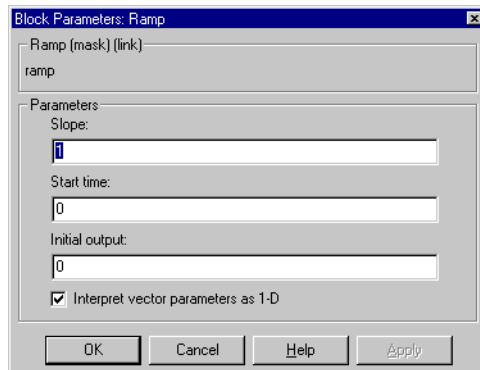 Block Parameters: Ramp
Ramp (mask) (link)
ramp
Parameters
Slope:
1
Start time:
0
Initial output:
0
Interpret vector parameters as 1-D
OK Cancel Help Apply